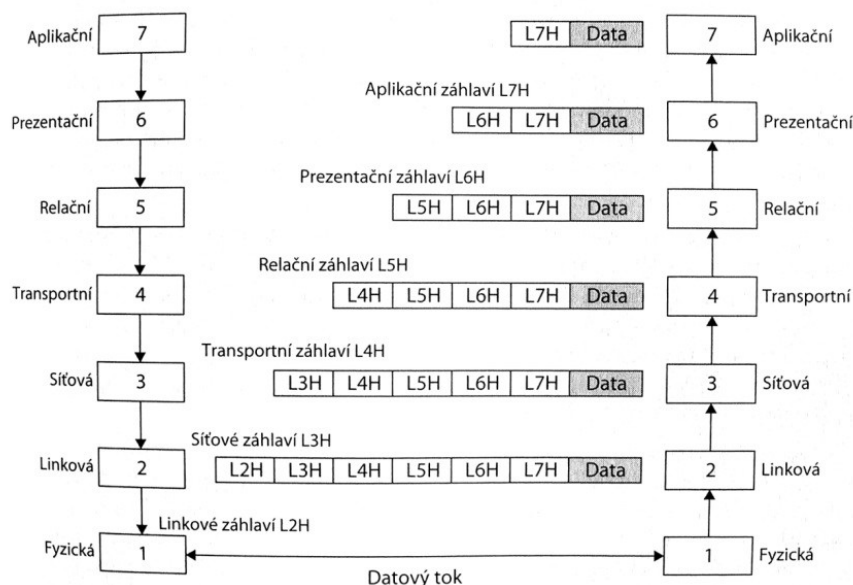 Aplikační 7 L7H Data 7 Aplikační
Aplikační záhlaví L7H
Prezentační 6 L6H L7H Data 6 Prezentační
Prezentační záhlaví L6H
Relační 5 L5H L6H L7H Data 5 Relační
Relační záhlaví L5H
Transportní 4 L4H L5H L6H L7H Data 4 Transportní
Transportní záhlaví L4H
Síťová 3 L3H L4H L5H L6H L7H Data 3 Síťová
Síťové záhlaví L3H
Linková 2 L2H L3H L4H L5H L6H L7H Data 2 Linková
Linkové záhlaví L2H
Fyzická 1 1 Fyzická
Datový tok